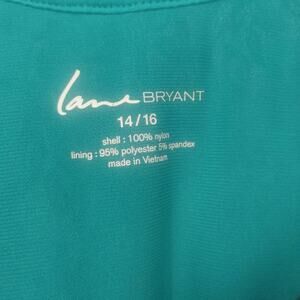 lane BRYANT
14/16
shell : 100% nylon
lining : 95% polyester 5% spandex
made in Vietnam